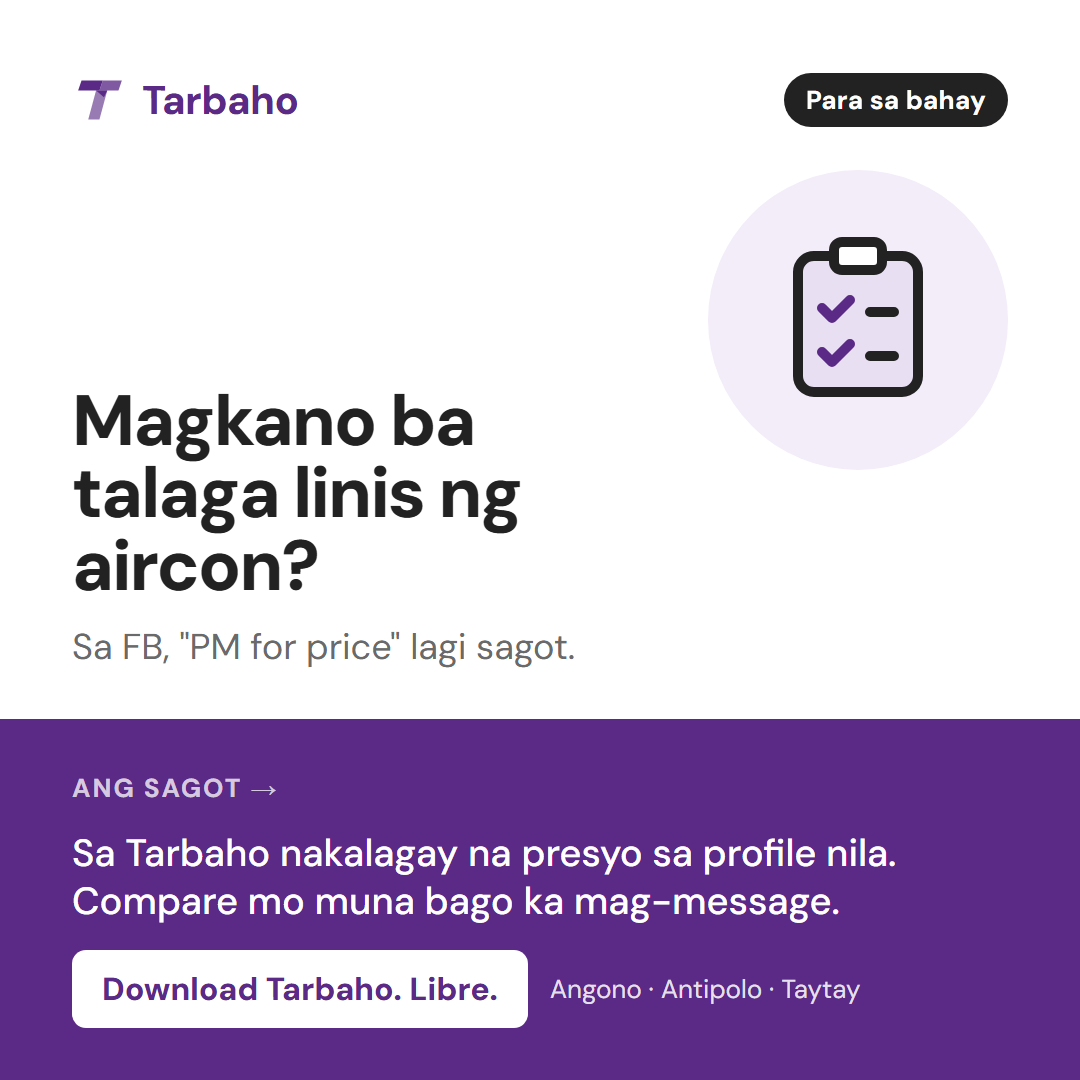 Tarbaho
Para sa bahay
Magkano ba
talaga linis ng
aircon?
Sa FB, "PM for price" lagi sagot.
ANG SAGOT →
Sa Tarbaho nakalagay na presyo sa profile nila.
Compare mo muna bago ka mag-message.
Download Tarbaho. Libre.
Angono · Antipolo · Taytay